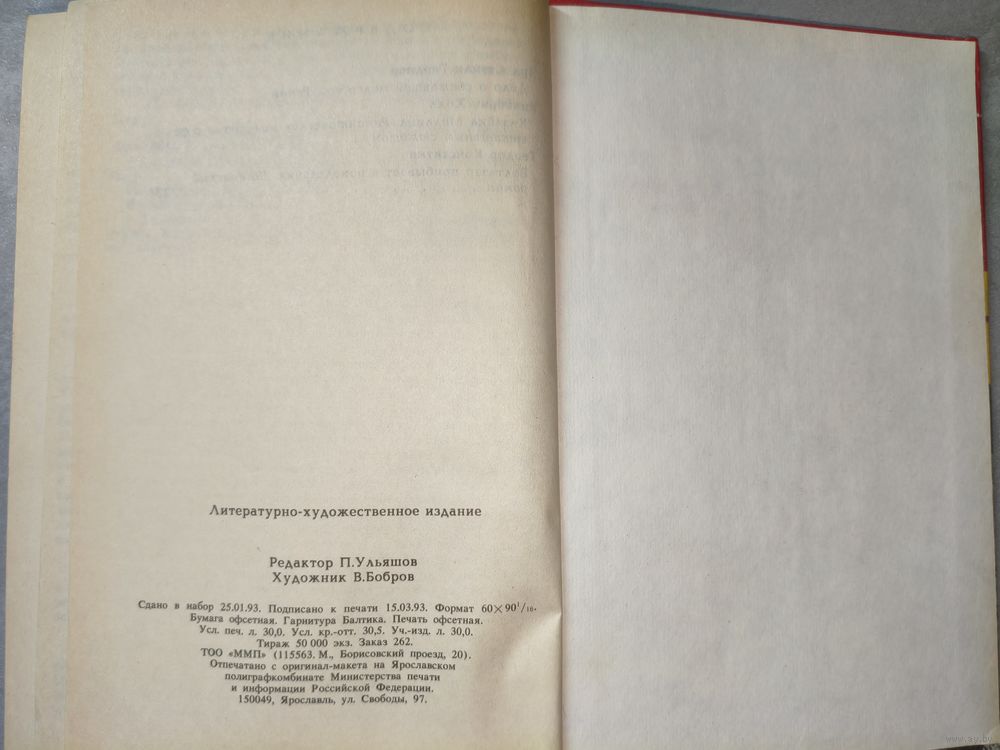 Литературно-художественное издание
Редактор П.Ульяшов
Художник В.Бобров
Сдано в набор 25.01.93. Подписано к печати 15.03.93. Формат 60×90¹/₁₆.
Бумага офсетная. Гарнитура Балтика. Печать офсетная.
Усл. печ. л. 30,0. Усл. кр.-отт. 30,5. Уч.-изд. л. 30,0.
Тираж 50 000 экз. Заказ 262.
ТОО «ММП» (115563. М., Борисовский проезд, 20).
Отпечатано с оригинал-макета на Ярославском
полиграфкомбинате Министерства печати
и информации Российской Федерации.
150049, Ярославль, ул. Свободы, 97.
www.ay.by